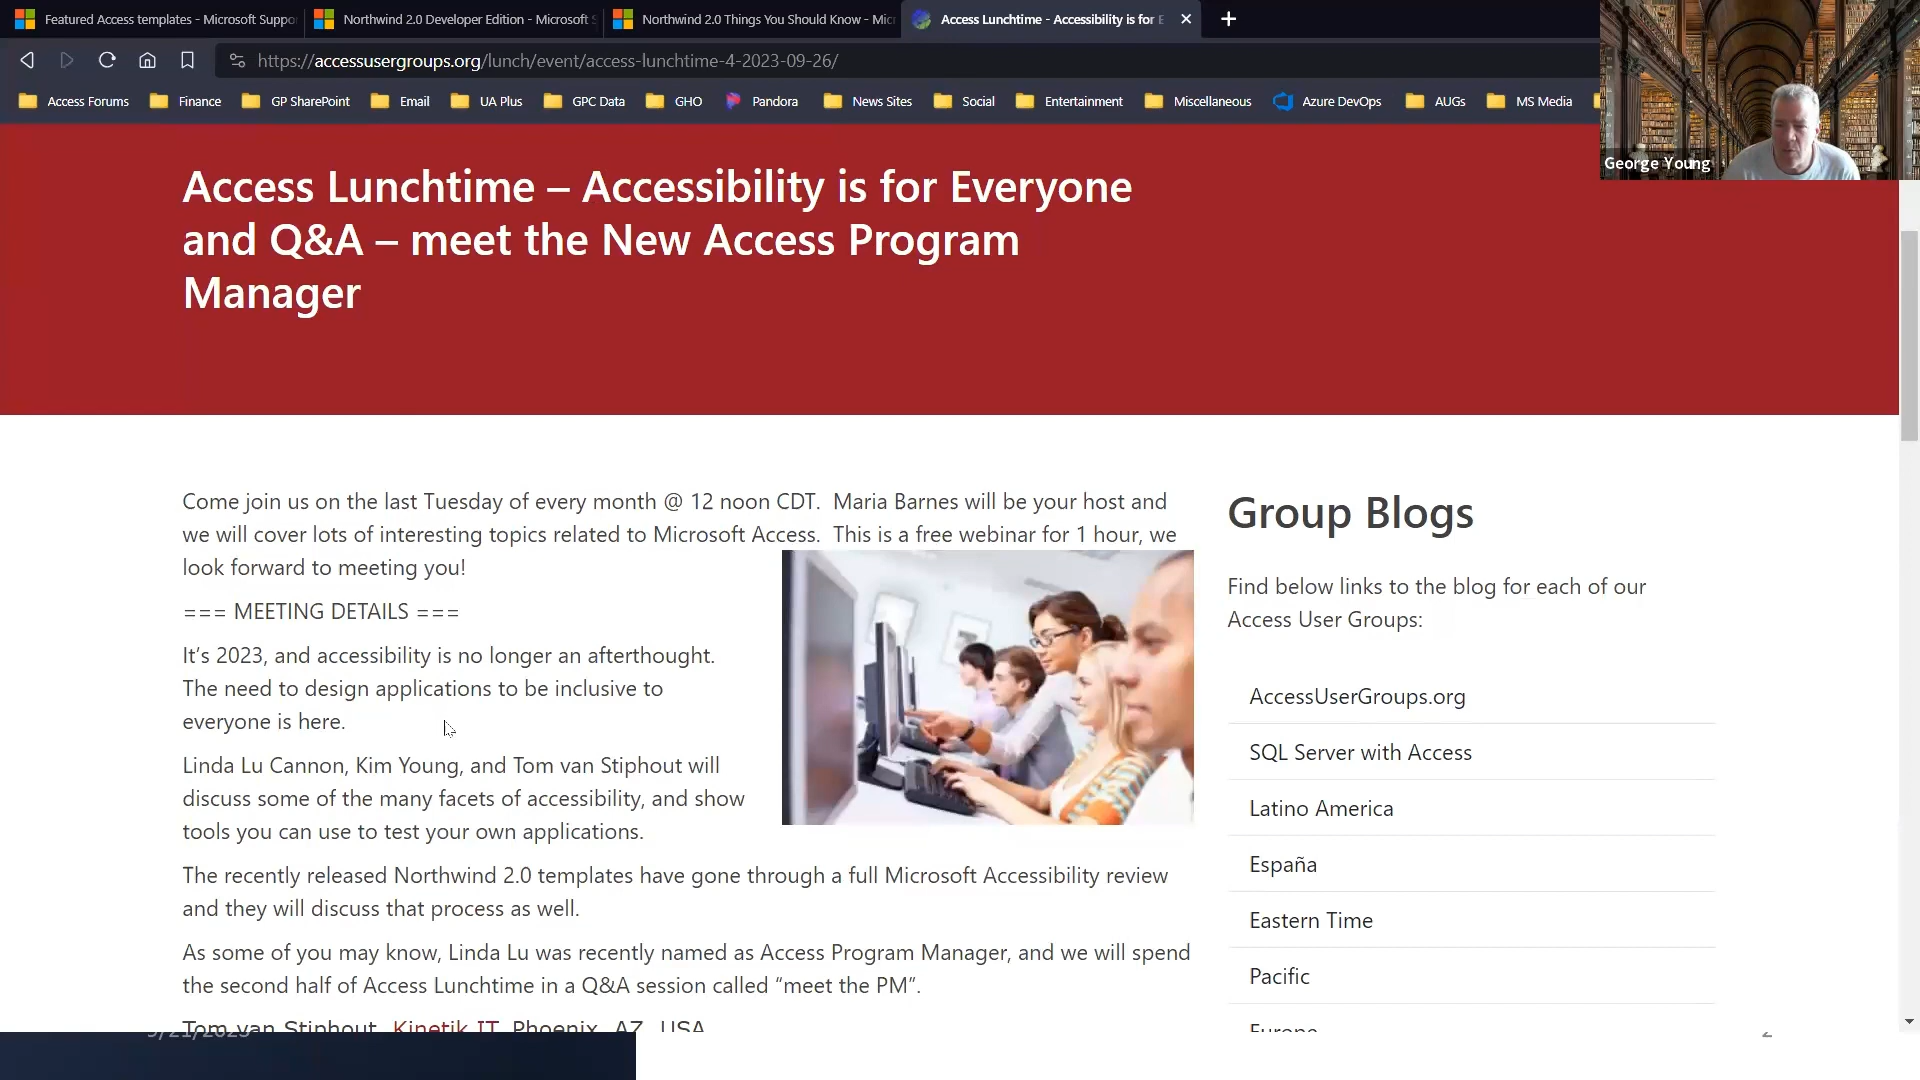 Featured Access templates - Microsoft Suppo
Northwind 2.0 Developer Edition - Microsoft S
Northwind 2.0 Things You Should Know - Micr
Access Lunchtime - Accessibility is for E
https://accessusergroups.org/lunch/event/access-lunchtime-4-2023-09-26/
Access Forums
Finance
GP SharePoint
Email
UA Plus
GPC Data
GHO
Pandora
News Sites
Social
Entertainment
Miscellaneous
Azure DevOps
AUGs
MS Media
George Young
Access Lunchtime – Accessibility is for Everyone
and Q&A – meet the New Access Program
Manager
Come join us on the last Tuesday of every month @ 12 noon CDT.  Maria Barnes will be your host and
we will cover lots of interesting topics related to Microsoft Access.  This is a free webinar for 1 hour, we
look forward to meeting you!
=== MEETING DETAILS ===
It’s 2023, and accessibility is no longer an afterthought.
The need to design applications to be inclusive to
everyone is here.
Linda Lu Cannon, Kim Young, and Tom van Stiphout will
discuss some of the many facets of accessibility, and show
tools you can use to test your own applications.
The recently released Northwind 2.0 templates have gone through a full Microsoft Accessibility review
and they will discuss that process as well.
As some of you may know, Linda Lu was recently named as Access Program Manager, and we will spend
the second half of Access Lunchtime in a Q&A session called “meet the PM”.
Tom van Stiphout, Kinetik IT, Phoenix, AZ, USA
Group Blogs
Find below links to the blog for each of our
Access User Groups:
AccessUserGroups.org
SQL Server with Access
Latino America
España
Eastern Time
Pacific
Europe
9/21/2023
2